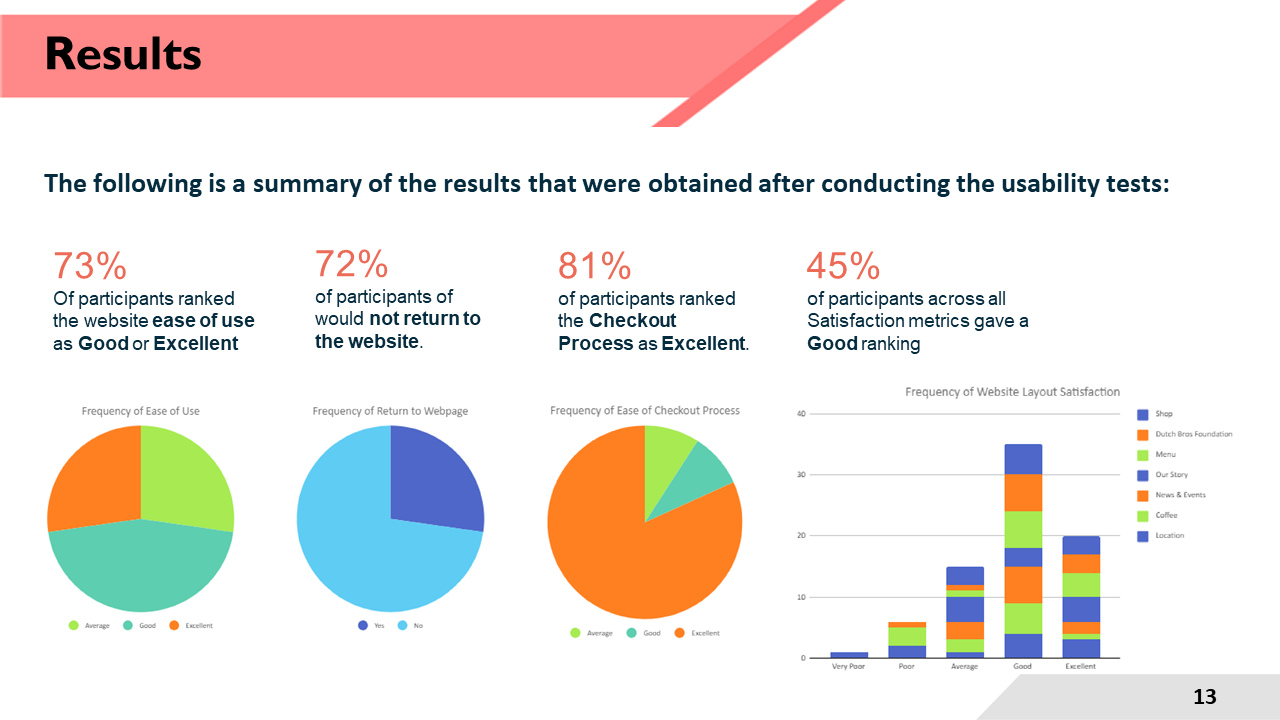 Results
The following is a summary of the results that were obtained after conducting the usability tests:
73%
Of participants ranked
the website ease of use
as Good or Excellent
72%
of participants of
would not return to
the website.
81%
of participants ranked
the Checkout
Process as Excellent.
45%
of participants across all
Satisfaction metrics gave a
Good ranking
Frequency of Ease of Use
Average Good Excellent
Frequency of Return to Webpage
Yes No
Frequency of Ease of Checkout Process
Average Good Excellent
Frequency of Website Layout Satisfaction
40
30
20
10
0
Very Poor Poor Average Good Excellent
Shop
Dutch Bros Foundation
Menu
Our Story
News & Events
Coffee
Location
13